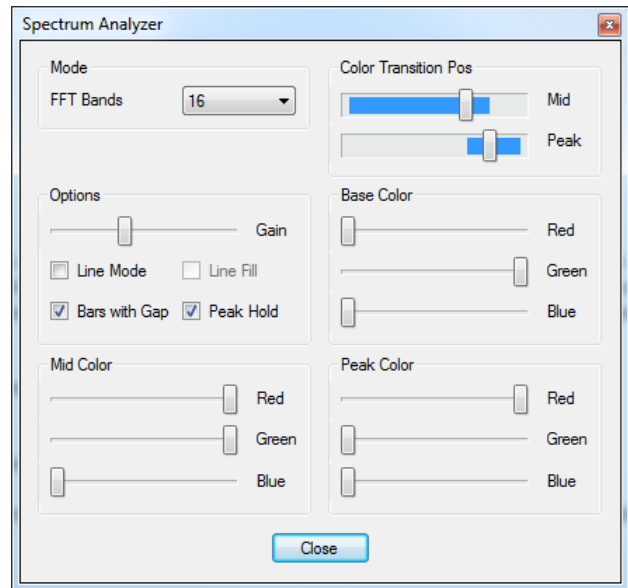 Spectrum Analyzer
Mode
FFT Bands 16
Color Transition Pos
Mid
Peak
Options
Gain
Line Mode Line Fill
Bars with Gap Peak Hold
Base Color
Red
Green
Blue
Mid Color
Red
Green
Blue
Peak Color
Red
Green
Blue
Close